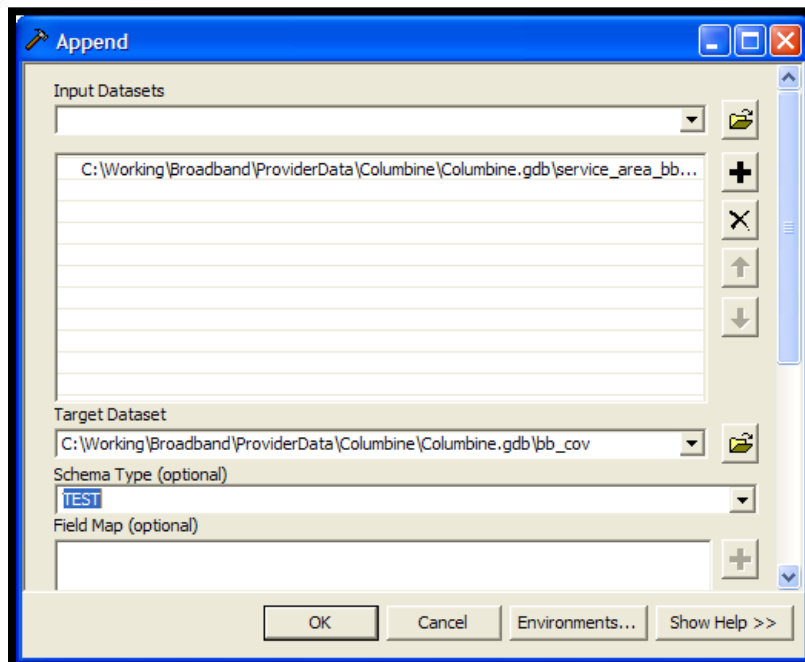 Append
Input Datasets
C:\Working\Broadband\ProviderData\Columbine\Columbine.gdb\service_area_bb...
Target Dataset
C:\Working\Broadband\ProviderData\Columbine\Columbine.gdb\bb_cov
Schema Type (optional)
TEST
Field Map (optional)
OK Cancel Environments... Show Help >>